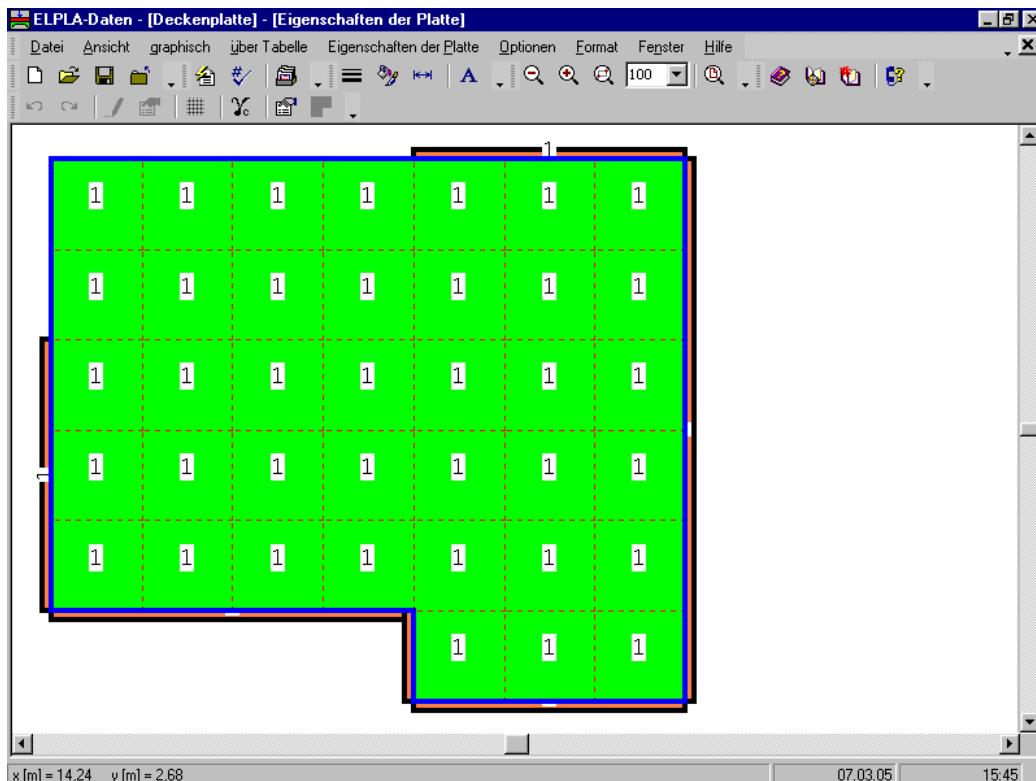 ELPLA-Daten - [Deckenplatte] - [Eigenschaften der Platte]
Datei Ansicht graphisch über Tabelle Eigenschaften der Platte Optionen Format Fenster Hilfe
A 100
1
1 1 1 1 1 1 1
1 1 1 1 1 1 1
1 1 1 1 1 1 1
1 1 1 1 1 1 1
1
1 1 1 1 1 1 1
1 1 1
x [m] = 14,24 y [m] = 2,68 07.03.05 15:45